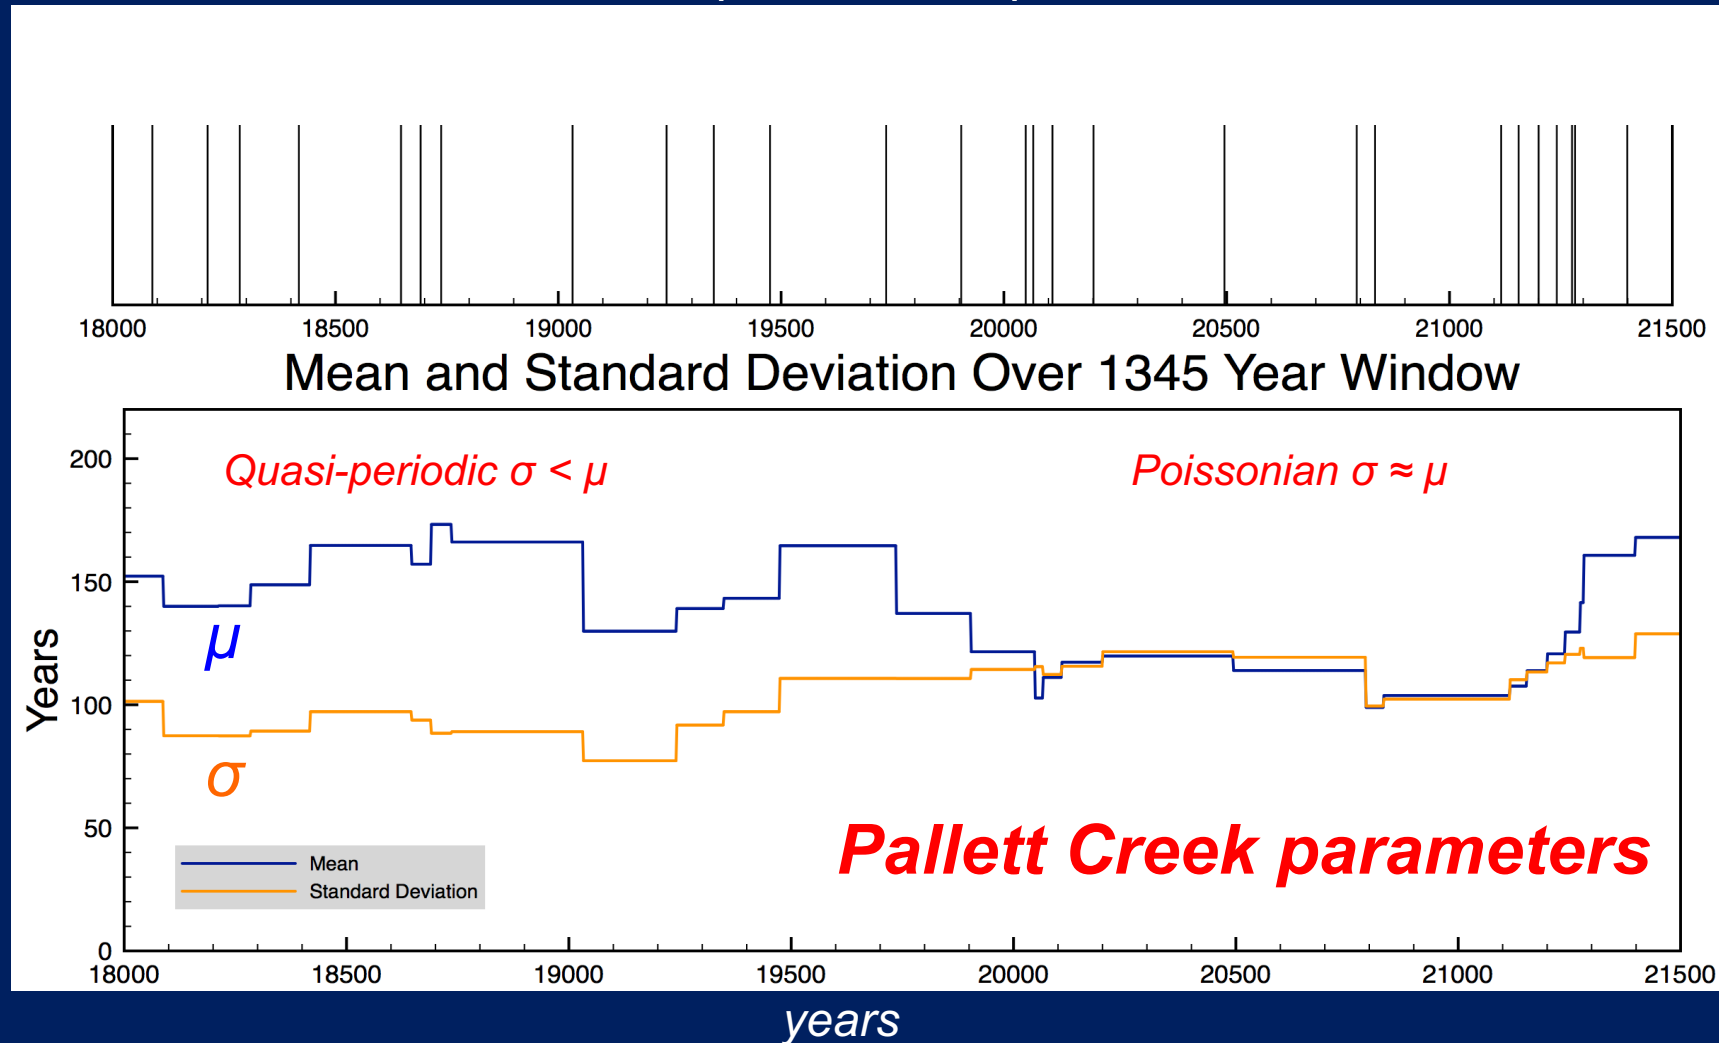 18000 18500 19000 19500 20000 20500 21000 21500
Mean and Standard Deviation Over 1345 Year Window
Quasi-periodic σ < μ
Poissonian σ ≈ μ
200
150
100
50
0
Years
μ
σ
Mean
Standard Deviation
Pallett Creek parameters
18000 18500 19000 19500 20000 20500 21000 21500
years